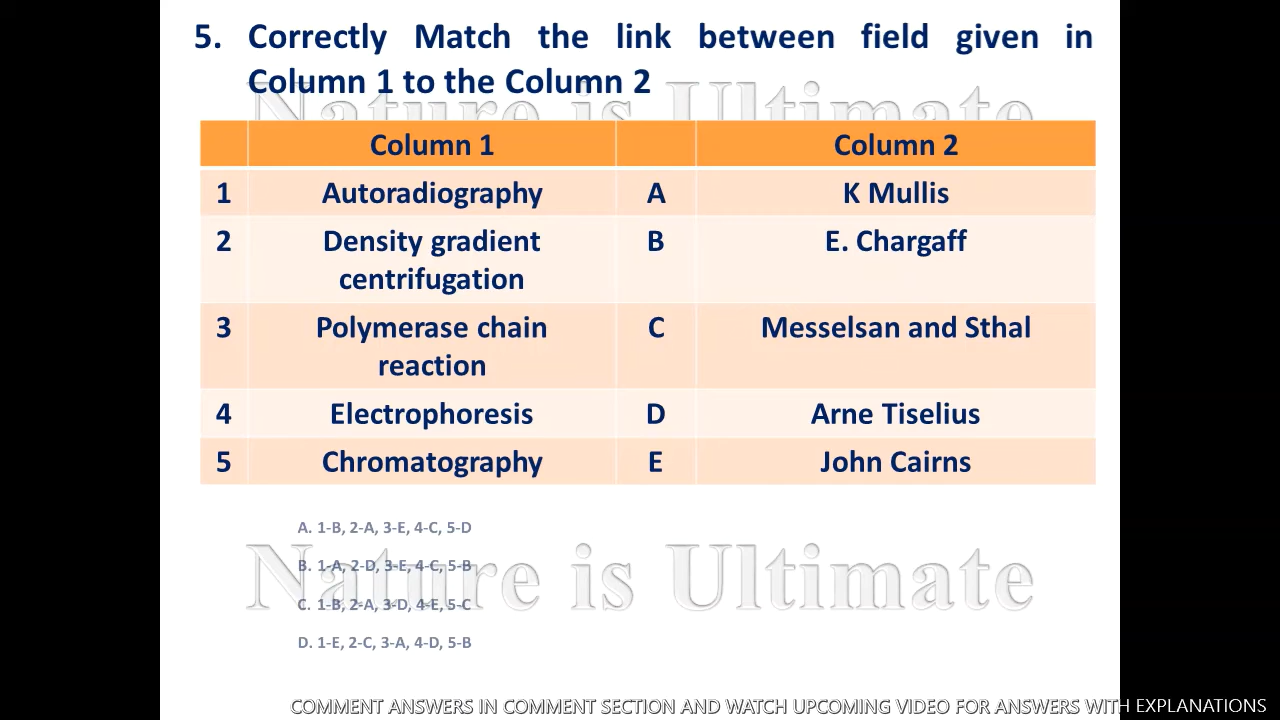 5. Correctly Match the link between field given in
Column 1 to the Column 2
Nature is Ultimate
Column 1 Column 2
1 Autoradiography A K Mullis
2 Density gradient B E. Chargaff
centrifugation
3 Polymerase chain C Messelsan and Sthal
reaction
4 Electrophoresis D Arne Tiselius
5 Chromatography E John Cairns
A. 1-B, 2-A, 3-E, 4-C, 5-D
B. 1-A, 2-D, 3-E, 4-C, 5-B
Nature is Ultimate
C. 1-B, 2-A, 3-D, 4-E, 5-C
D. 1-E, 2-C, 3-A, 4-D, 5-B
COMMENT ANSWERS IN COMMENT SECTION AND WATCH UPCOMING VIDEO FOR ANSWERS WITH EXPLANATIONS